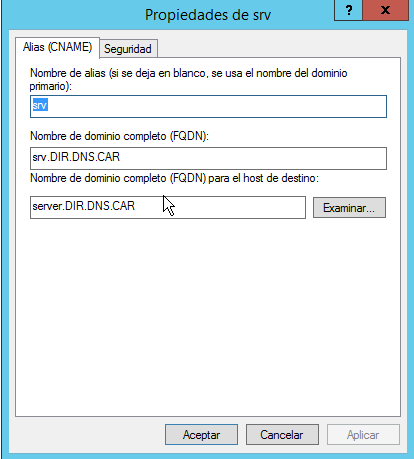 Propiedades de srv
?
x
Alias (CNAME)
Seguridad
Nombre de alias (si se deja en blanco, se usa el nombre del dominio
primario):
srv
Nombre de dominio completo (FQDN):
srv.DIR.DNS.CAR
Nombre de dominio completo (FQDN) para el host de destino:
server.DIR.DNS.CAR
Examinar...
Aceptar
Cancelar
Aplicar